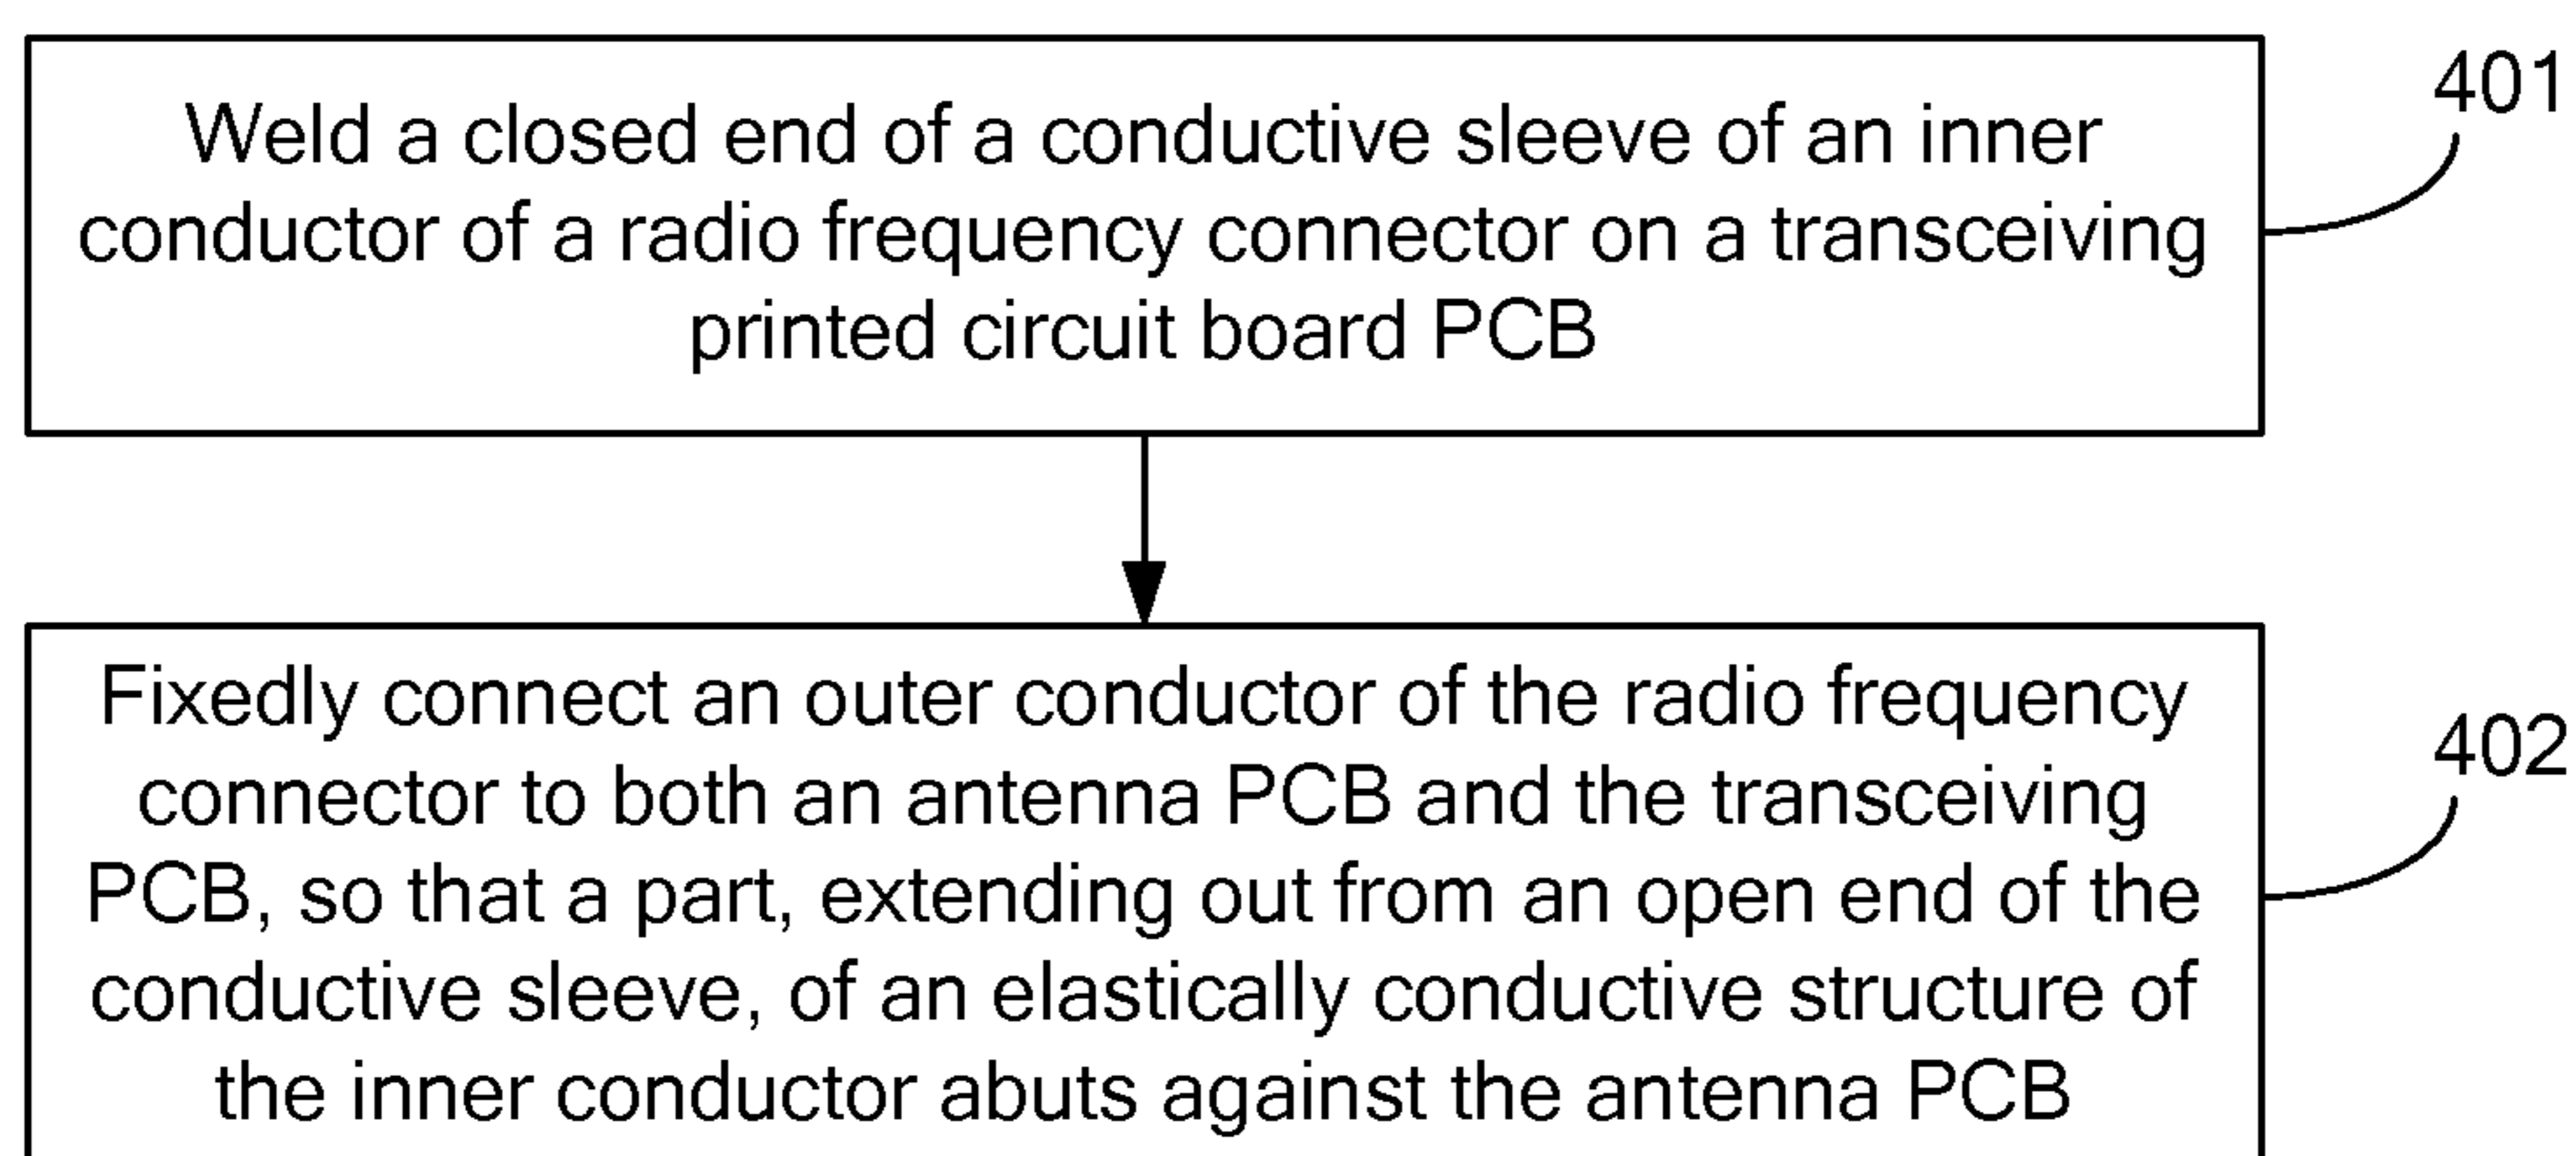 Weld a closed end of a conductive sleeve of an inner
conductor of a radio frequency connector on a transceiving
printed circuit board PCB
401
Fixedly connect an outer conductor of the radio frequency
connector to both an antenna PCB and the transceiving
PCB, so that a part, extending out from an open end of the
conductive sleeve, of an elastically conductive structure of
the inner conductor abuts against the antenna PCB
402